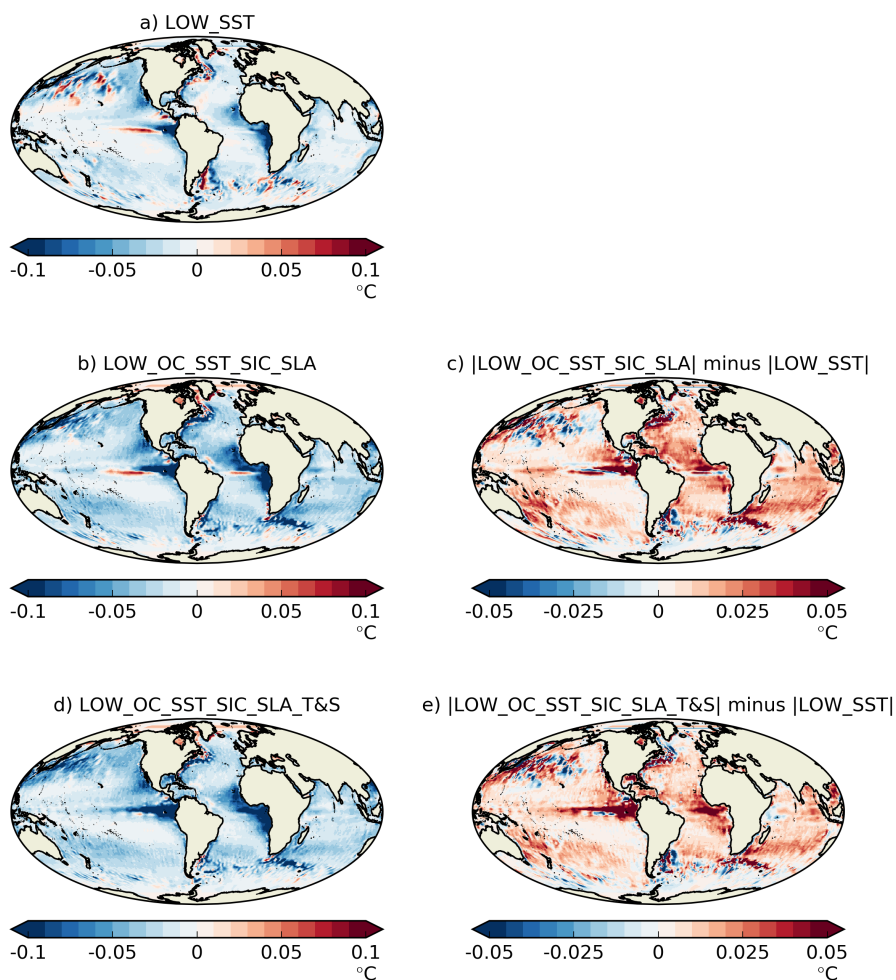 a) LOW_SST
-0.1 -0.05 0 0.05 0.1
°C
b) LOW_OC_SST_SIC_SLA
-0.1 -0.05 0 0.05 0.1
°C
c) |LOW_OC_SST_SIC_SLA| minus |LOW_SST|
-0.05 -0.025 0 0.025 0.05
°C
d) LOW_OC_SST_SIC_SLA_T&S
-0.1 -0.05 0 0.05 0.1
°C
e) |LOW_OC_SST_SIC_SLA_T&S| minus |LOW_SST|
-0.05 -0.025 0 0.025 0.05
°C